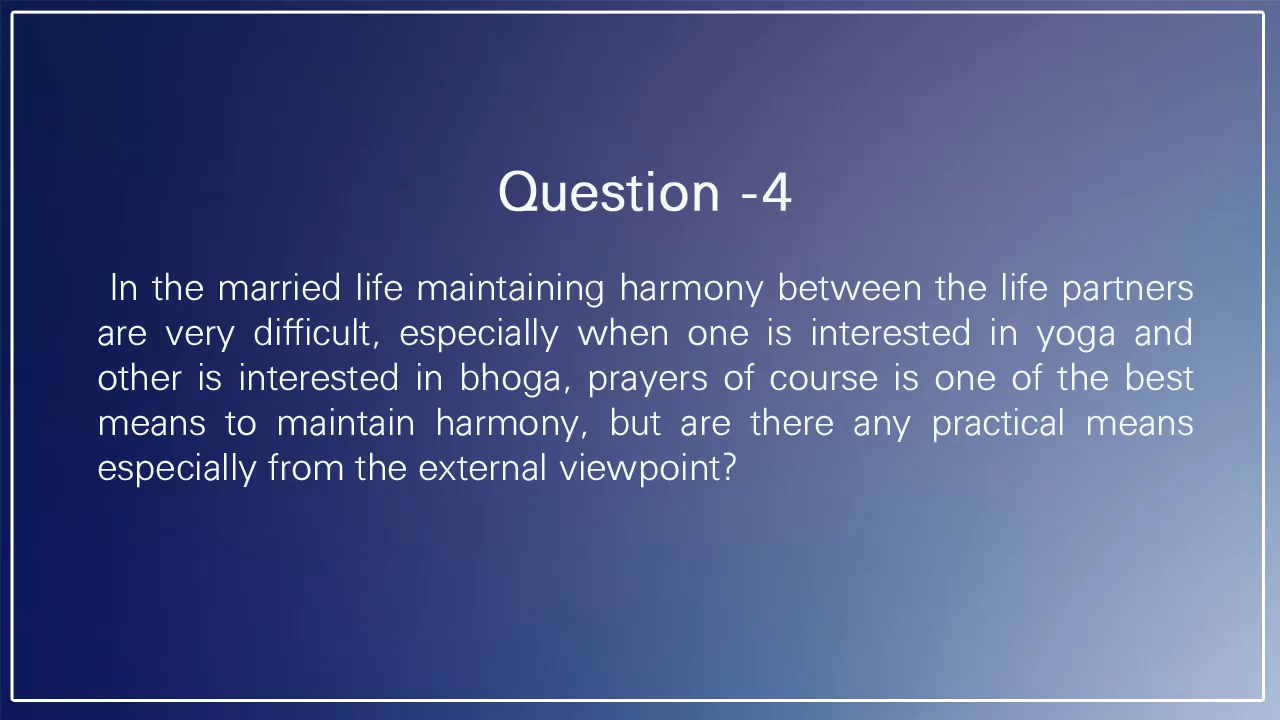 Question -4
In the married life maintaining harmony between the life partners
are very difficult, especially when one is interested in yoga and
other is interested in bhoga, prayers of course is one of the best
means to maintain harmony, but are there any practical means
especially from the external viewpoint?